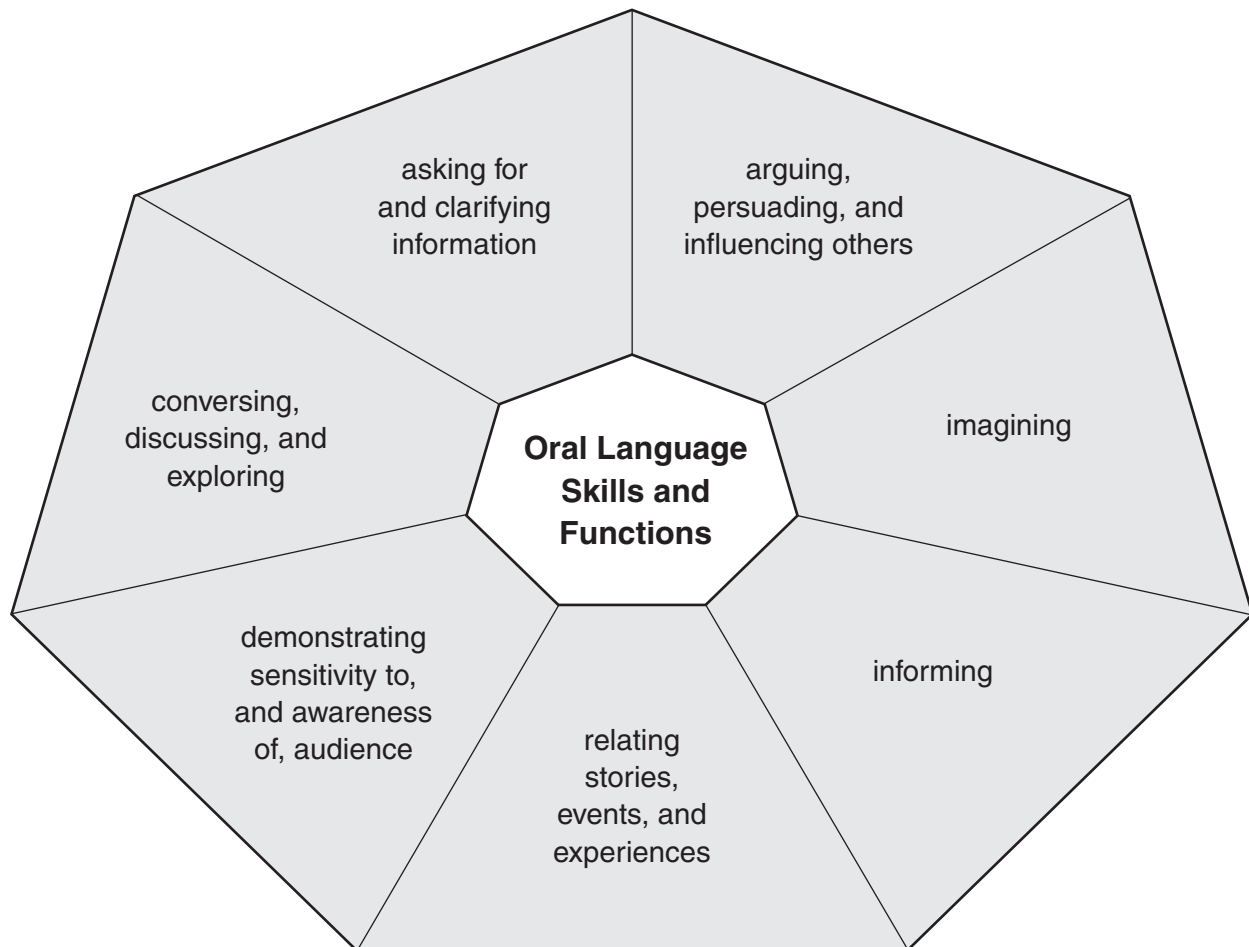 asking for
and clarifying
information
arguing,
persuading, and
influencing others
conversing,
discussing, and
exploring
Oral Language
Skills and
Functions
imagining
demonstrating
sensitivity to,
and awareness
of, audience
relating
stories,
events, and
experiences
informing